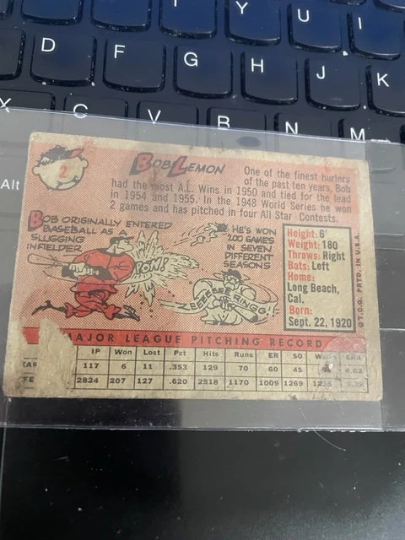 D F G H J K
X C V B N M
Alt
2
BOB LEMON
One of the finest hurlers
of the past ten years, Bob
had the most A.L. Wins in 1950 and tied for the lead
in 1954 and 1955. In the 1948 World Series he won
2 games and has pitched in four All Star Contests.
BOB ORIGINALLY ENTERED
BASEBALL AS A
SLUGGING
INFIELDER
POW!
HE'S WON
200 GAMES
IN SEVEN
DIFFERENT
SEASONS
Height: 6'
Weight: 180
Throws: Right
Bats: Left
Home:
Long Beach,
Cal.
Born:
Sept. 22, 1920
© T.C.G. PRTD. IN U.S.A.
MAJOR LEAGUE PITCHING RECORD
IP Won Lost Pct Hits Runs ER SO
117 6 11 .353 129 70 60 45
2824 207 127 .620 2518 1170 1009 1269